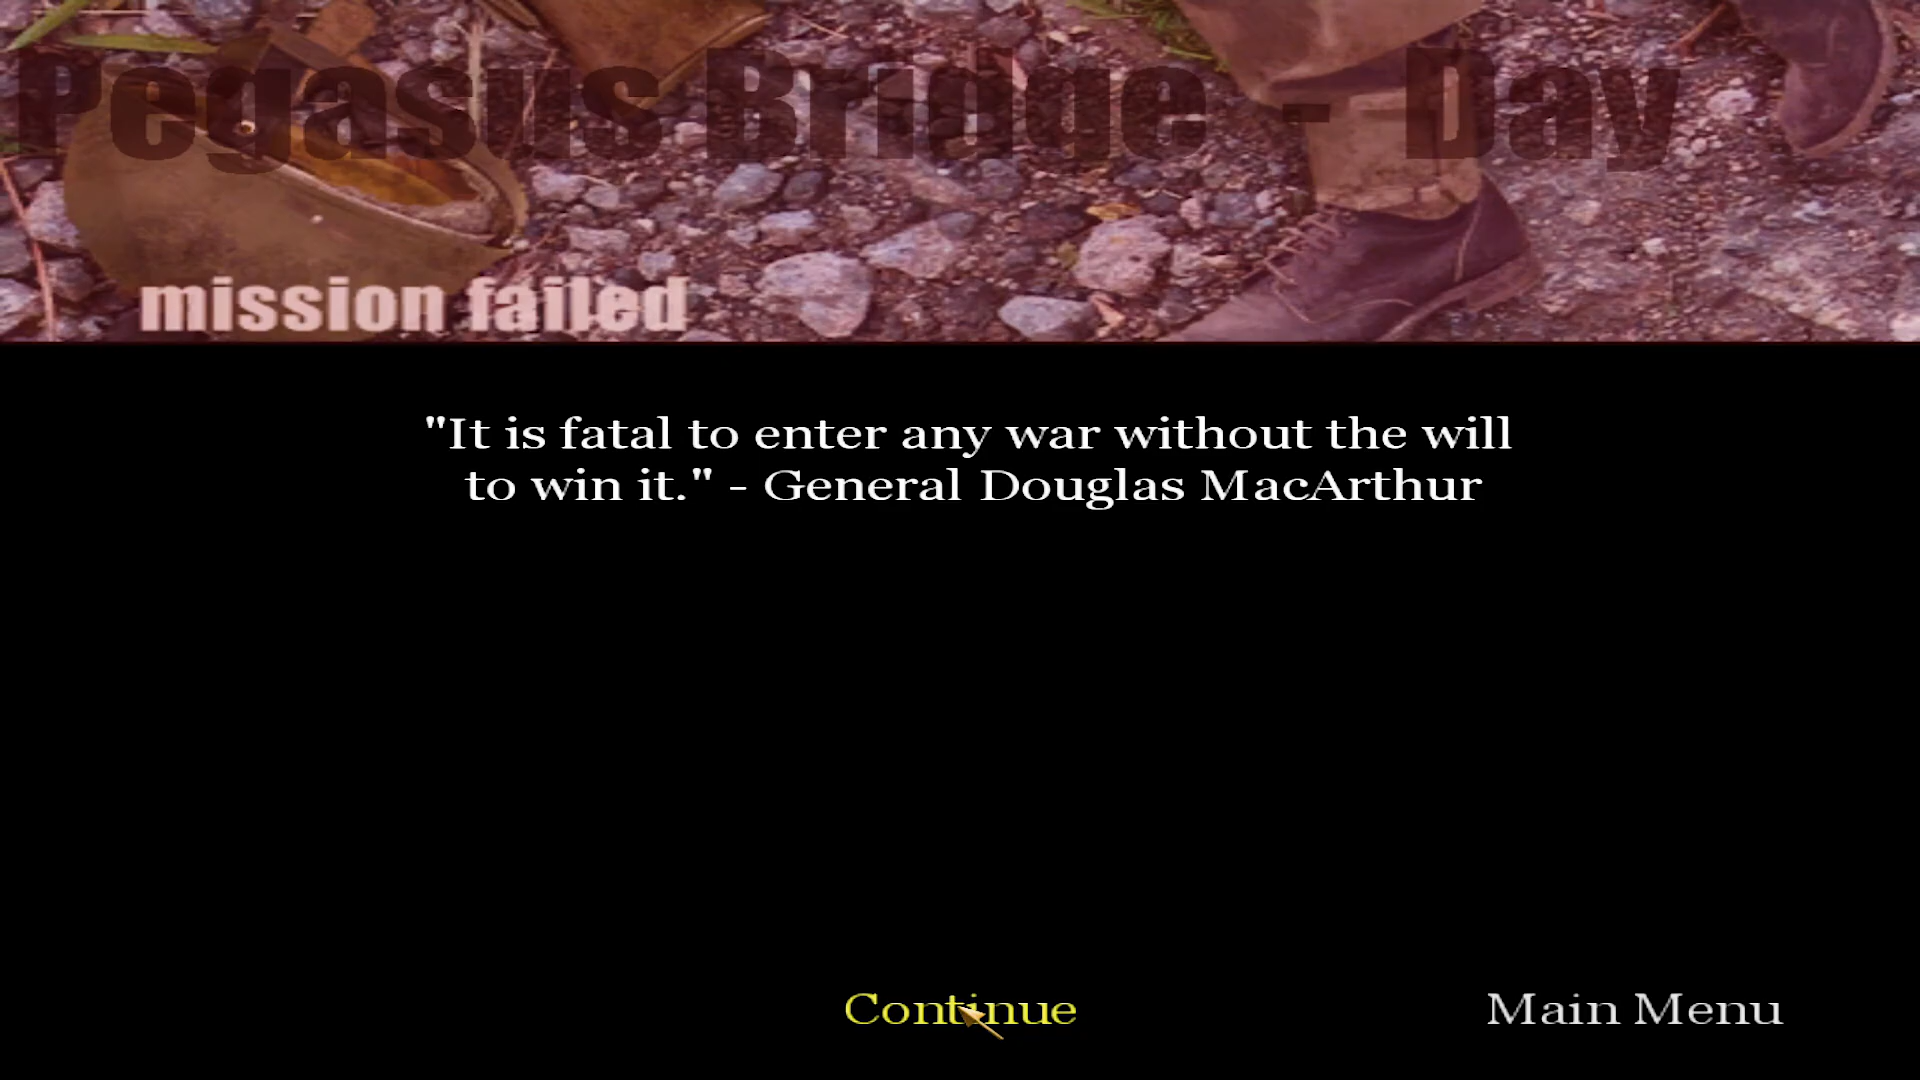 Pegasus Bridge - Day
mission failed
"It is fatal to enter any war without the will
to win it." - General Douglas MacArthur
Continue
Main Menu